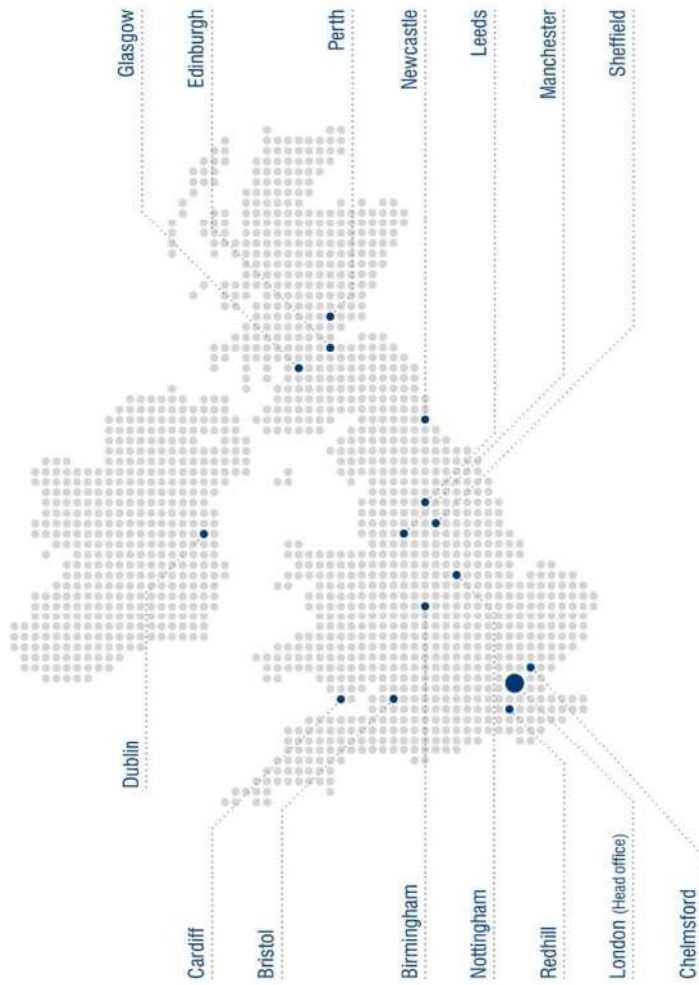 Glasgow
Edinburgh
Perth
Newcastle
Leeds
Manchester
Sheffield
Dublin
Cardiff
Bristol
Birmingham
Nottingham
Redhill
London (Head office)
Chelmsford